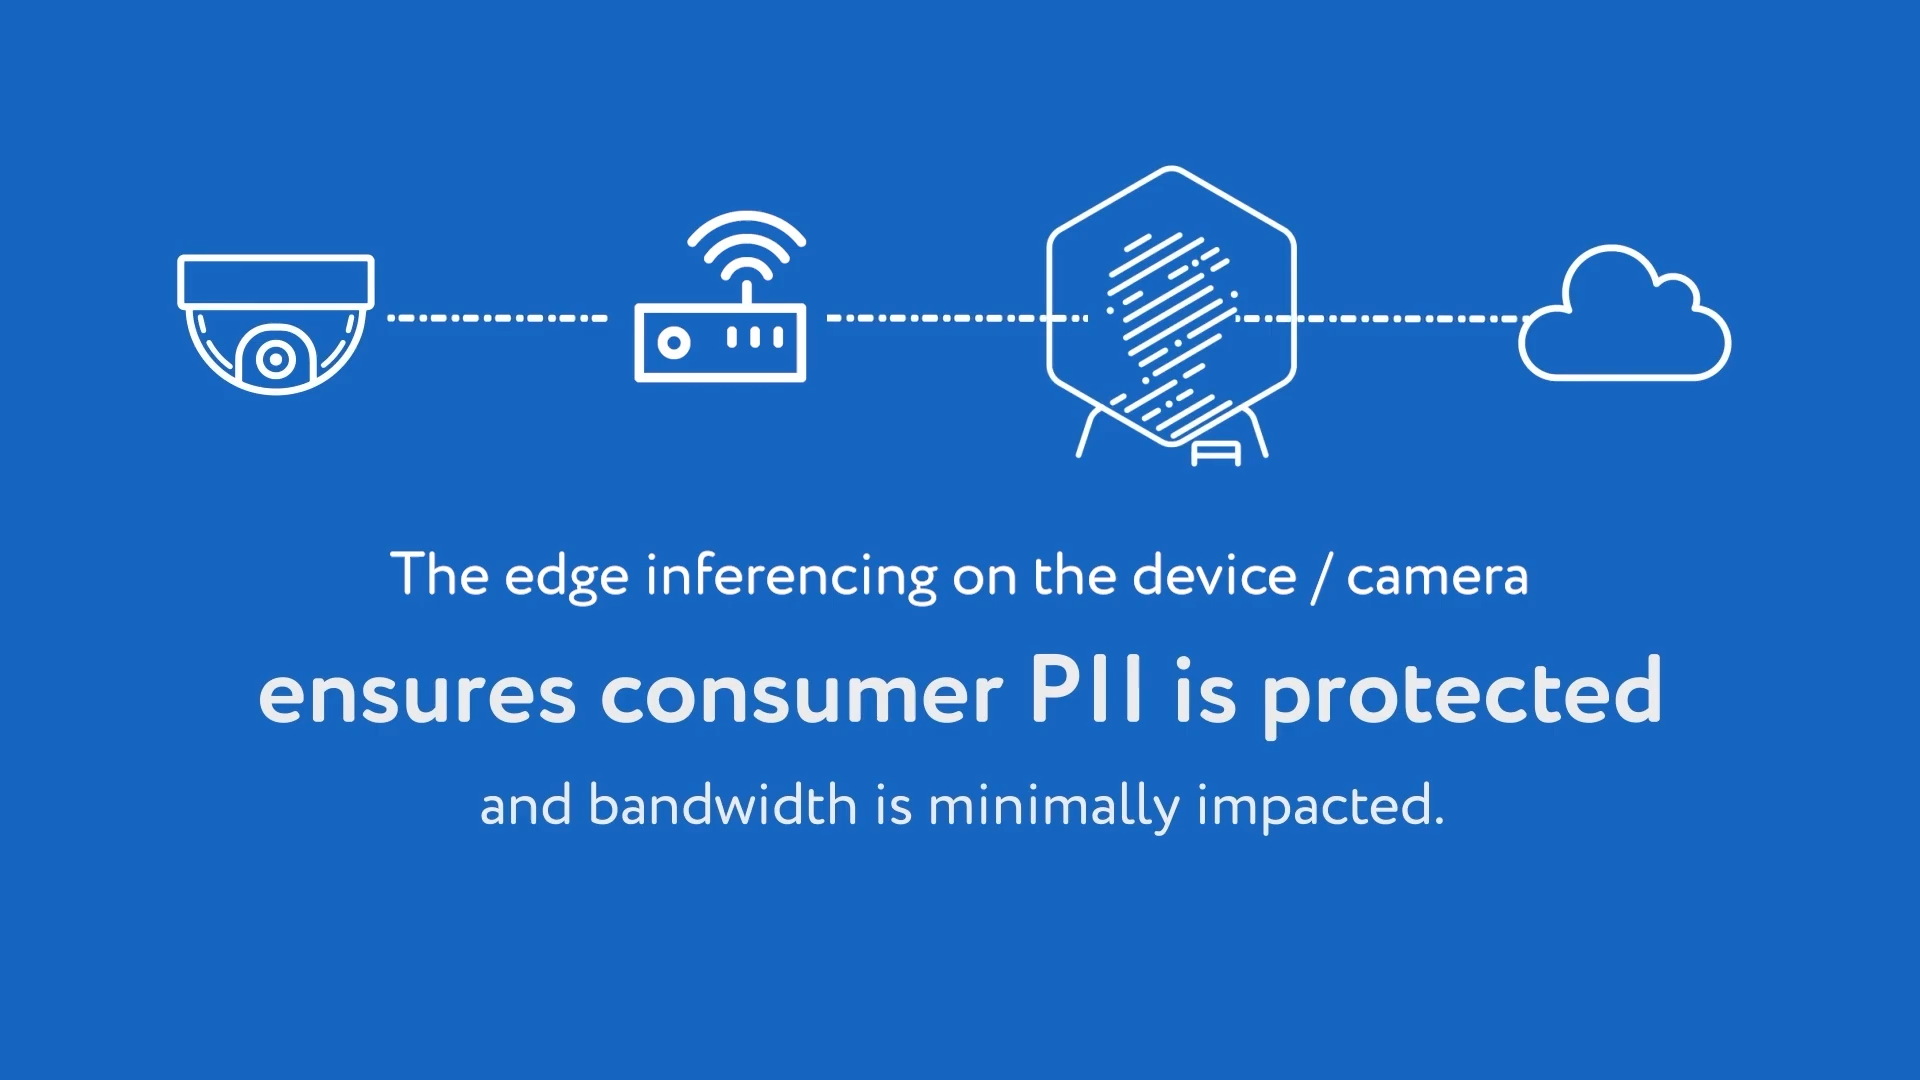 The edge inferencing on the device / camera
ensures consumer PII is protected
and bandwidth is minimally impacted.